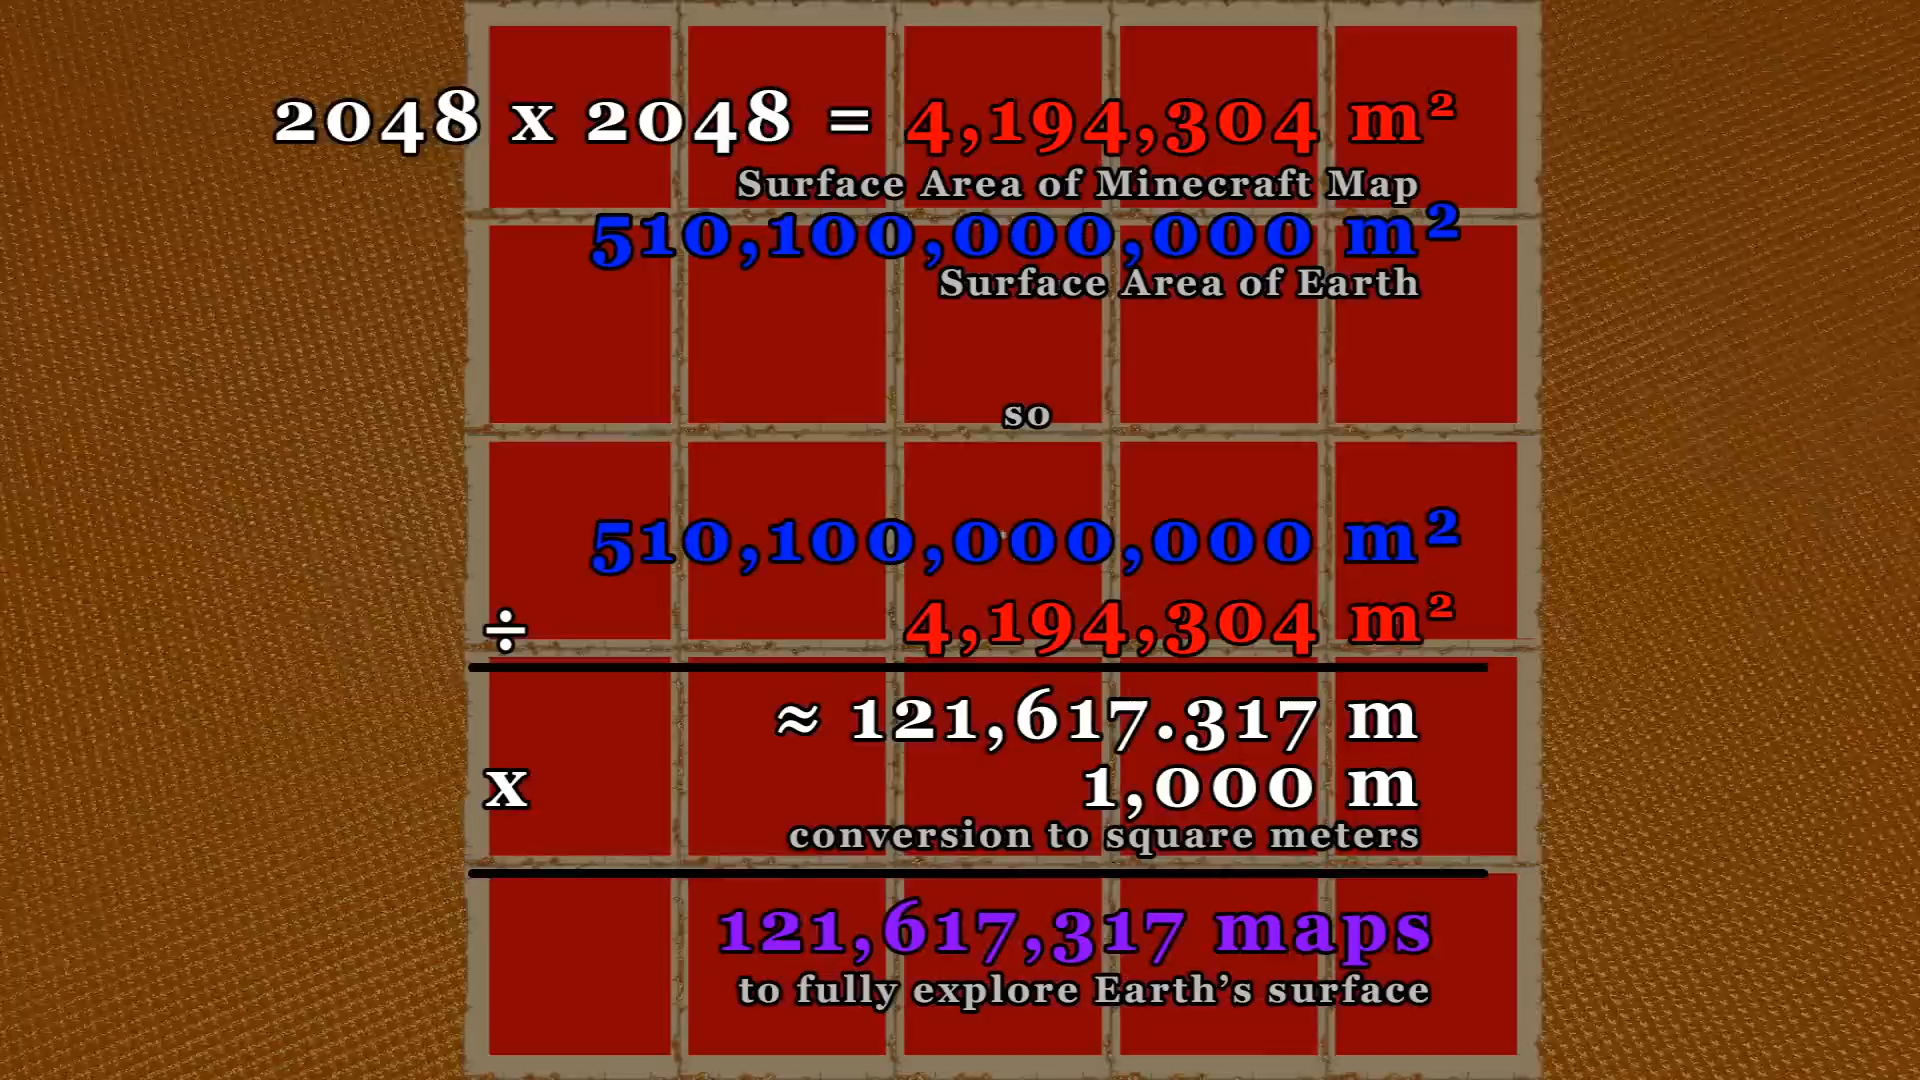 2048 x 2048 = 4,194,304 m²
Surface Area of Minecraft Map
510,100,000,000 m²
Surface Area of Earth
so
510,100,000,000 m²
÷ 4,194,304 m²
≈ 121,617.317 m
x 1,000 m
conversion to square meters
121,617,317 maps
to fully explore Earth's surface